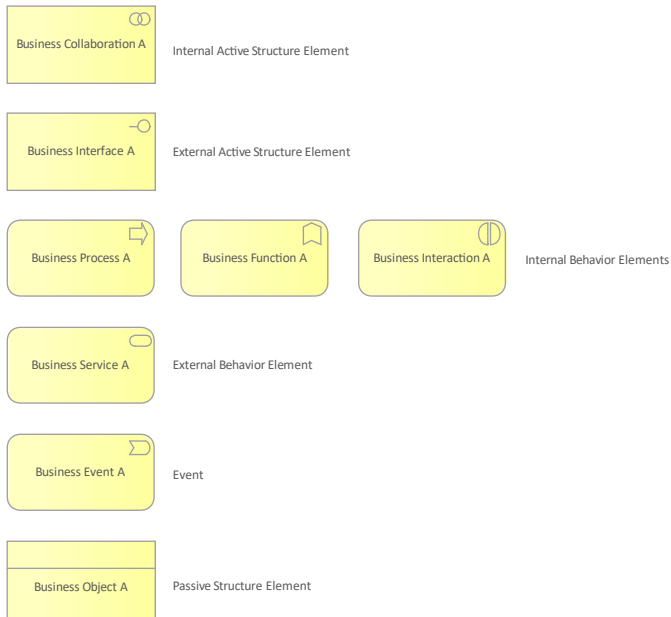 Business Collaboration A
Internal Active Structure Element
Business Interface A
External Active Structure Element
Business Process A
Business Function A
Business Interaction A
Internal Behavior Elements
Business Service A
External Behavior Element
Business Event A
Event
Business Object A
Passive Structure Element